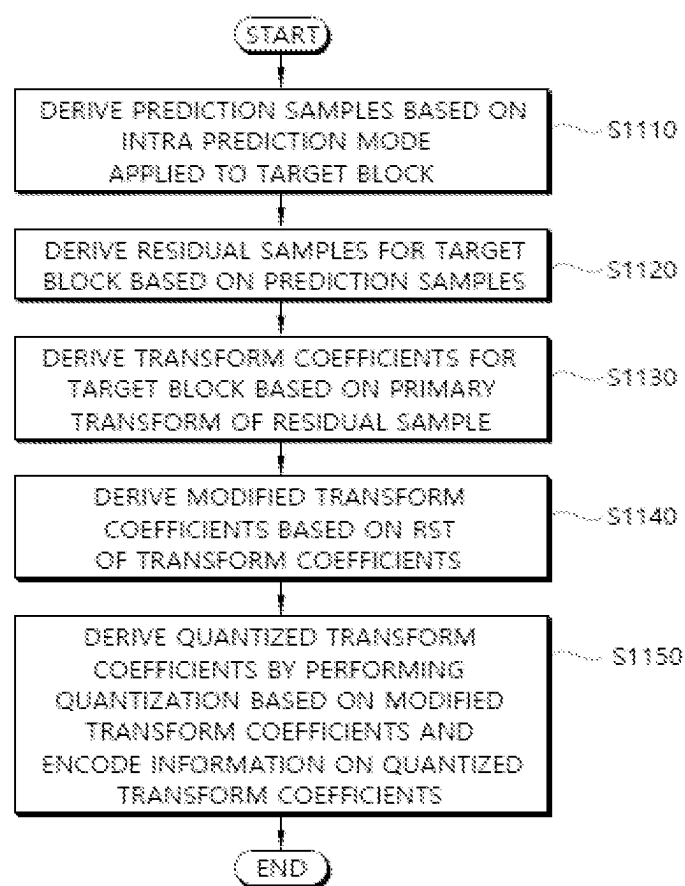 START
DERIVE PREDICTION SAMPLES BASED ON
INTRA PREDICTION MODE
APPLIED TO TARGET BLOCK
S1110
DERIVE RESIDUAL SAMPLES FOR TARGET
BLOCK BASED ON PREDICTION SAMPLES
S1120
DERIVE TRANSFORM COEFFICIENTS FOR
TARGET BLOCK BASED ON PRIMARY
TRANSFORM OF RESIDUAL SAMPLE
S1130
DERIVE MODIFIED TRANSFORM
COEFFICIENTS BASED ON RST
OF TRANSFORM COEFFICIENTS
S1140
DERIVE QUANTIZED TRANSFORM
COEFFICIENTS BY PERFORMING
QUANTIZATION BASED ON MODIFIED
TRANSFORM COEFFICIENTS AND
ENCODE INFORMATION ON QUANTIZED
TRANSFORM COEFFICIENTS
S1150
END